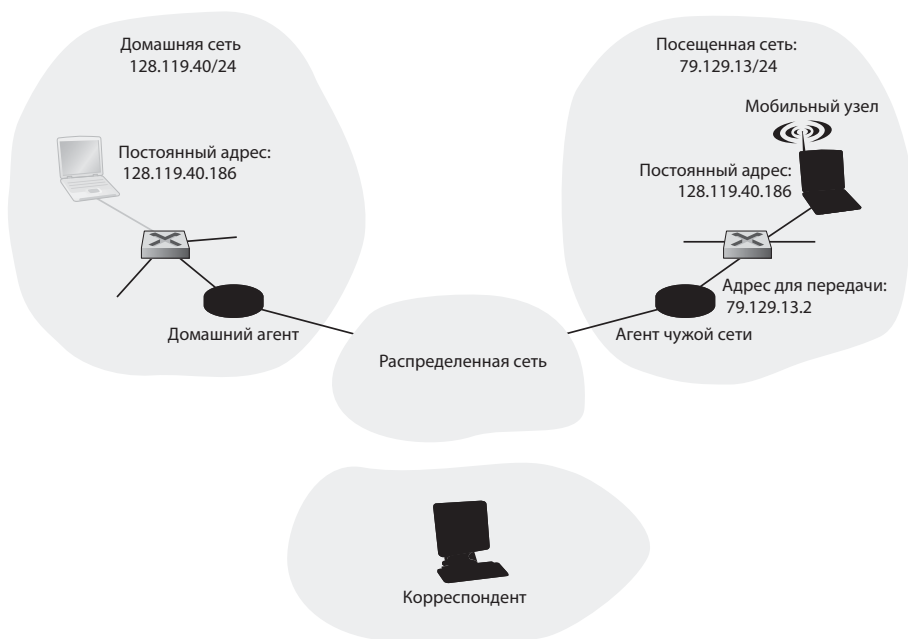 Домашняя сеть
128.119.40/24
Постоянный адрес:
128.119.40.186
Домашний агент
Посещенная сеть:
79.129.13/24
Мобильный узел
Постоянный адрес:
128.119.40.186
Адрес для передачи:
79.129.13.2
Агент чужой сети
Распределенная сеть
Корреспондент